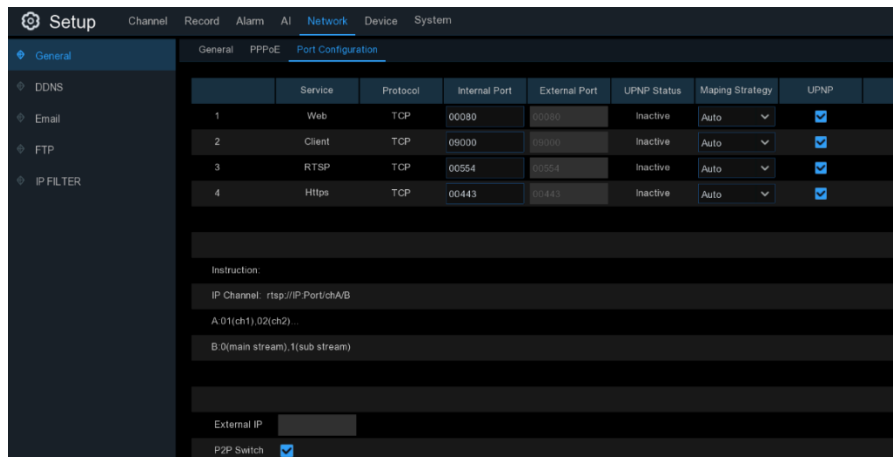 Setup Channel Record Alarm AI Network Device System
General General PPPoE Port Configuration
DDNS
Service Protocol Internal Port External Port UPNP Status Maping Strategy UPNP
Email
1 Web TCP 00080 00080 Inactive Auto
FTP
2 Client TCP 09000 09000 Inactive Auto
3 RTSP TCP 00554 00554 Inactive Auto
IP FILTER
4 Https TCP 00443 00443 Inactive Auto
Instruction:
IP Channel: rtsp://IP:Port/chA/B
A:01(ch1),02(ch2)...
B:0(main stream),1(sub stream)
External IP
P2P Switch